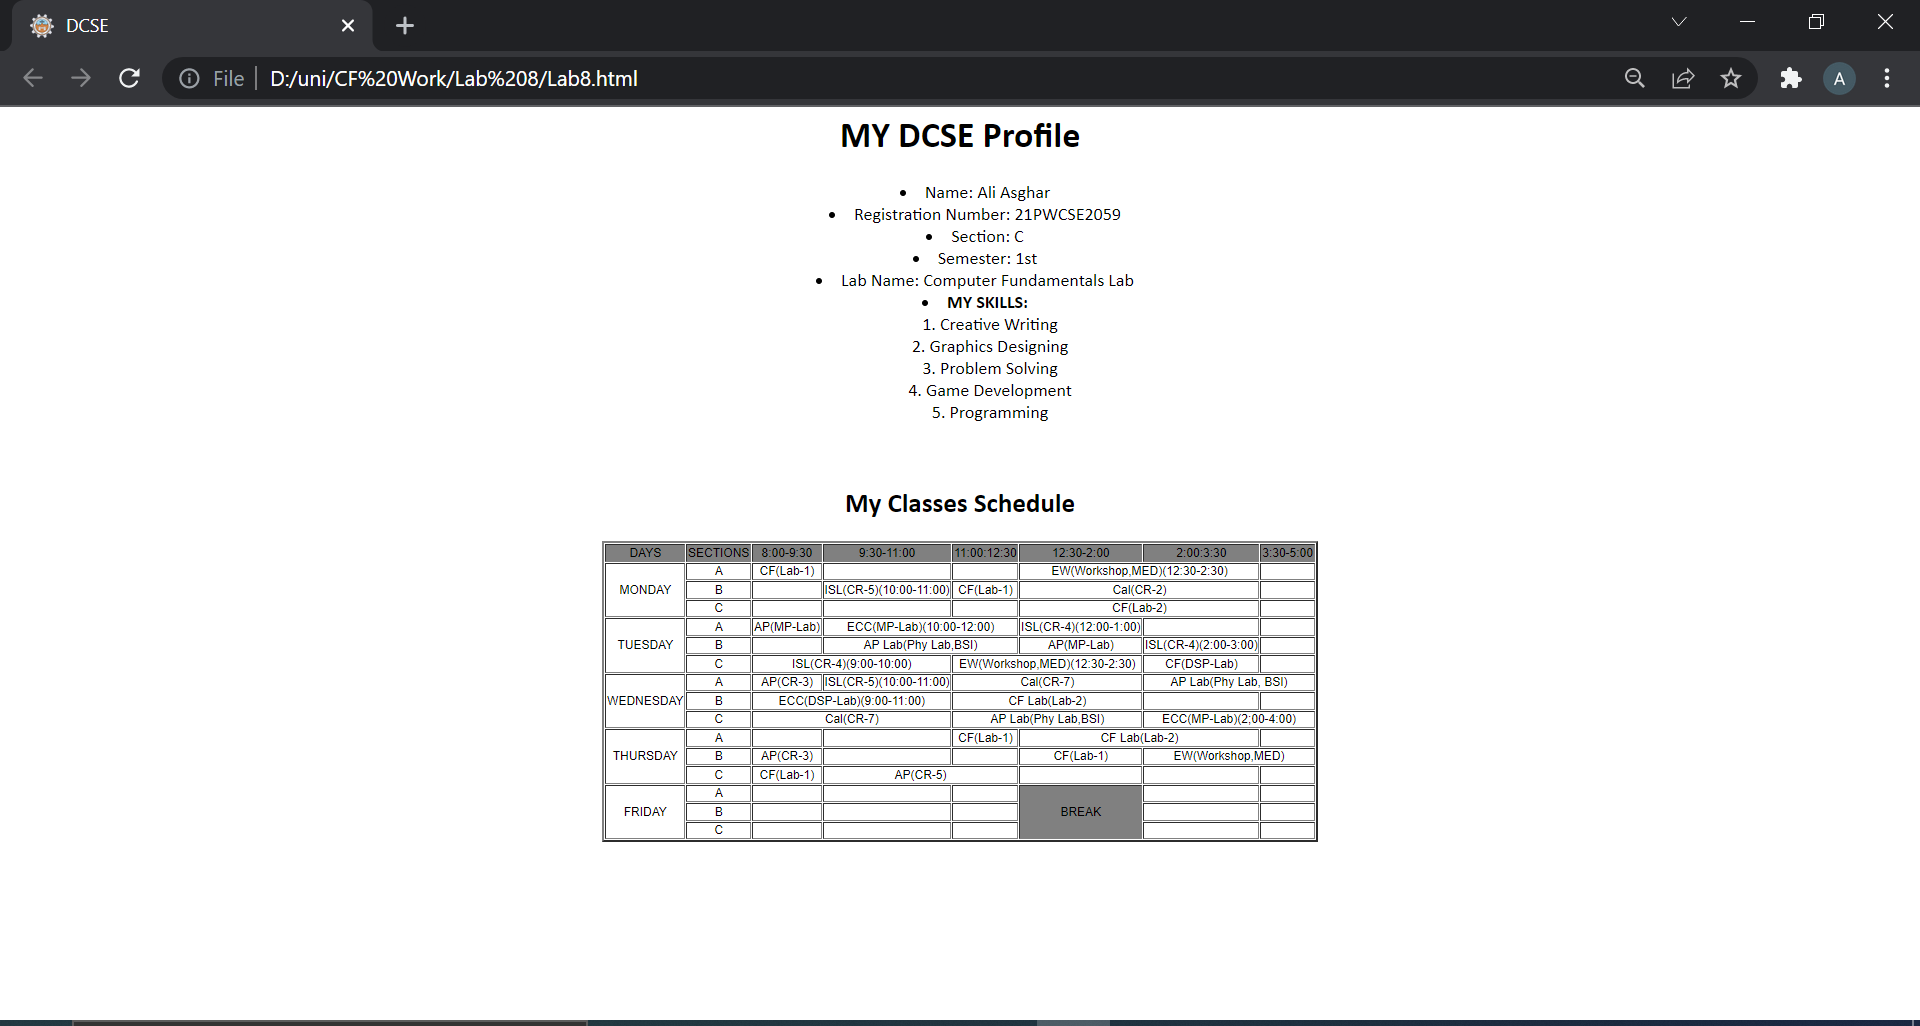 DCSE
File D:/uni/CF%20Work/Lab%208/Lab8.html A
MY DCSE Profile
• Name: Ali Asghar
• Registration Number: 21PWCSE2059
• Section: C
• Semester: 1st
• Lab Name: Computer Fundamentals Lab
• MY SKILLS:
1. Creative Writing
2. Graphics Designing
3. Problem Solving
4. Game Development
5. Programming
My Classes Schedule
DAYS SECTIONS 8:00-9:30 9:30-11:00 11:00:12:30 12:30-2:00 2:00:3:30 3:30-5:00
A CF(Lab-1) EW(Workshop,MED)(12:30-2:30)
MONDAY B ISL(CR-5)(10:00-11:00) CF(Lab-1) Cal(CR-2)
C CF(Lab-2)
A AP(MP-Lab) ECC(MP-Lab)(10:00-12:00) ISL(CR-4)(12:00-1:00)
TUESDAY B AP Lab(Phy Lab,BSI) AP(MP-Lab) ISL(CR-4)(2:00-3:00)
C ISL(CR-4)(9:00-10:00) EW(Workshop,MED)(12:30-2:30) CF(DSP-Lab)
A AP(CR-3) ISL(CR-5)(10:00-11:00) Cal(CR-7) AP Lab(Phy Lab, BSI)
WEDNESDAY B ECC(DSP-Lab)(9:00-11:00) CF Lab(Lab-2)
C Cal(CR-7) AP Lab(Phy Lab,BSI) ECC(MP-Lab)(2;00-4:00)
A CF(Lab-1) CF Lab(Lab-2)
THURSDAY B AP(CR-3) CF(Lab-1) EW(Workshop,MED)
C CF(Lab-1) AP(CR-5)
A
FRIDAY B BREAK
C